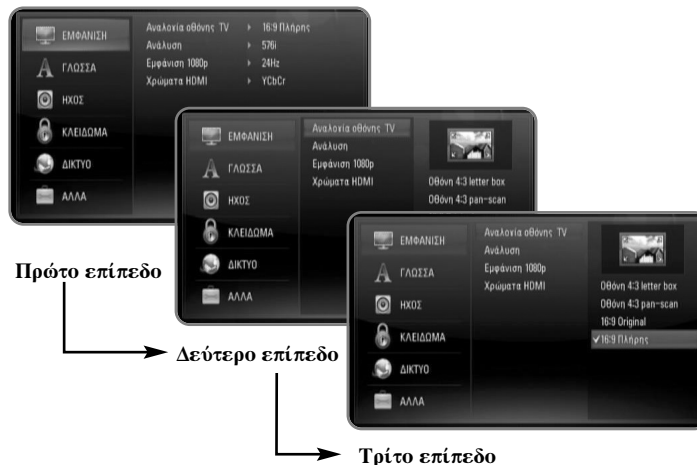 ΕΜΦΑΝΙΣΗ
ΓΛΩΣΣΑ
ΗΧΟΣ
ΚΛΕΙΔΩΜΑ
ΔΙΚΤΥΟ
ΑΛΛΑ
Αναλογία οθόνης TV 16:9 Πλήρης
Ανάλυση 576i
Εμφάνιση 1080p 24Hz
Χρώματα HDMI YCbCr
Πρώτο επίπεδο
ΕΜΦΑΝΙΣΗ
ΓΛΩΣΣΑ
ΗΧΟΣ
ΚΛΕΙΔΩΜΑ
ΔΙΚΤΥΟ
ΑΛΛΑ
Αναλογία οθόνης TV
Ανάλυση
Εμφάνιση 1080p
Χρώματα HDMI
Οθόνη 4:3 letter box
Οθόνη 4:3 pan-scan
Δεύτερο επίπεδο
ΕΜΦΑΝΙΣΗ
ΓΛΩΣΣΑ
ΗΧΟΣ
ΚΛΕΙΔΩΜΑ
ΔΙΚΤΥΟ
ΑΛΛΑ
Αναλογία οθόνης TV
Ανάλυση
Εμφάνιση 1080p
Χρώματα HDMI
Οθόνη 4:3 letter box
Οθόνη 4:3 pan-scan
16:9 Original
✓16:9 Πλήρης
Τρίτο επίπεδο